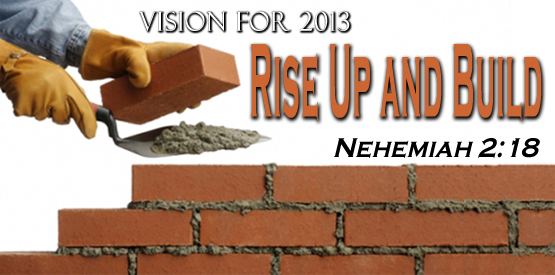 VISION FOR 2013
RISE UP AND BUILD
NEHEMIAH 2:18